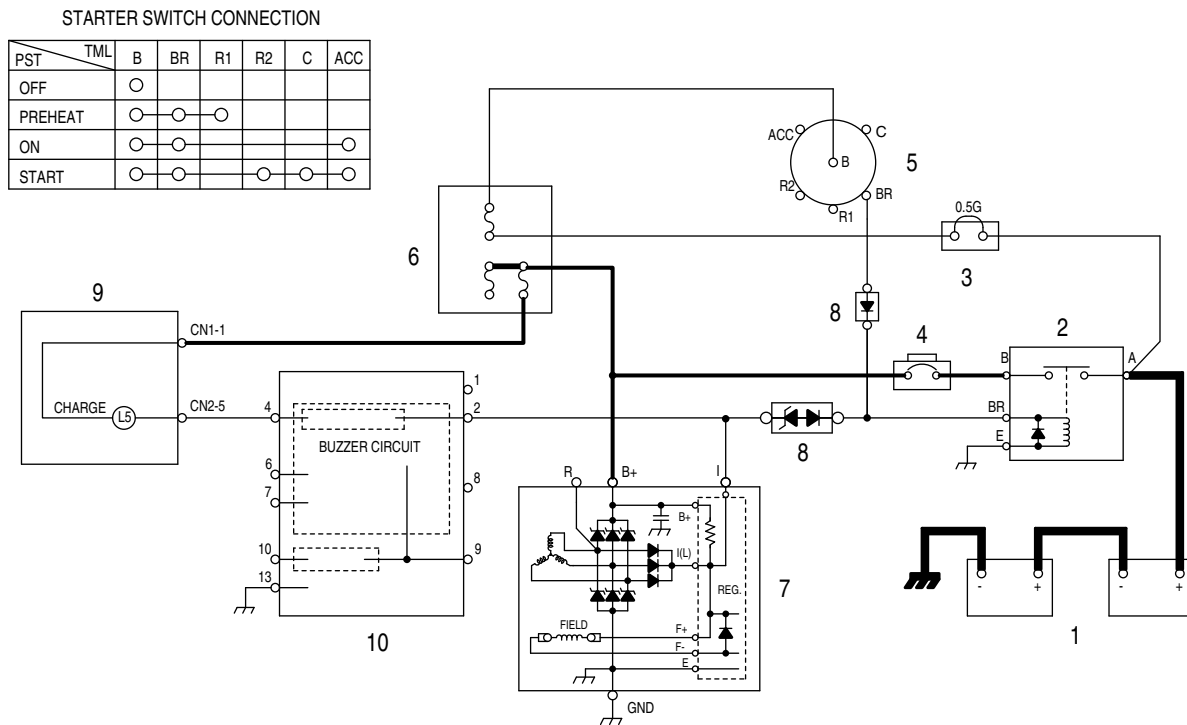 STARTER SWITCH CONNECTION
PST TML B BR R1 R2 C ACC
OFF
PREHEAT
ON
START
ACC C
B 5
R2 BR
R1
0.5G
6
3
9
8
4 2
CN1-1
B A
1
CHARGE L5 CN2-5 4 2
BR
BUZZER CIRCUIT
E
8
6
R B+ I
8
7
B+
10 9
I(L)
7
REG.
- + - +
13
FIELD F+
1
F-
10
E
GND